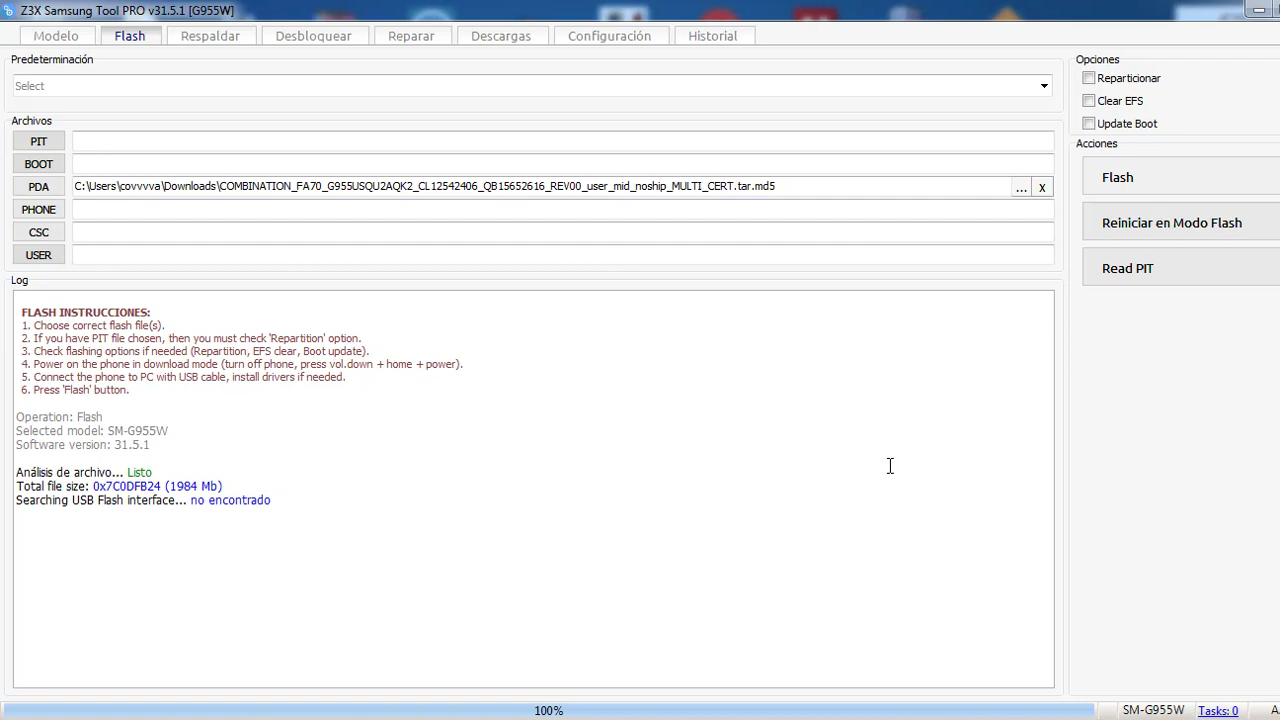 Z3X Samsung Tool PRO v31.5.1 [G955W]
Modelo Flash Respaldar Desbloquear Reparar Descargas Configuración Historial
Predeterminación
Select
Archivos
PIT
BOOT
PDA C:\Users\covvvva\Downloads\COMBINATION_FA70_G955USQU2AQK2_CL12542406_QB15652616_REV00_user_mid_noship_MULTI_CERT.tar.md5 ... x
PHONE
CSC
USER
Opciones
Reparticionar
Clear EFS
Update Boot
Acciones
Flash
Reiniciar en Modo Flash
Read PIT
Log
FLASH INSTRUCCIONES:
1. Choose correct flash file(s).
2. If you have PIT file chosen, then you must check 'Repartition' option.
3. Check flashing options if needed (Repartition, EFS clear, Boot update).
4. Power on the phone in download mode (turn off phone, press vol.down + home + power).
5. Connect the phone to PC with USB cable, install drivers if needed.
6. Press 'Flash' button.
Operation: Flash
Selected model: SM-G955W
Software version: 31.5.1
Análisis de archivo... Listo
Total file size: 0x7C0DFB24 (1984 Mb)
Searching USB Flash interface... no encontrado
100%
SM-G955W Tasks: 0